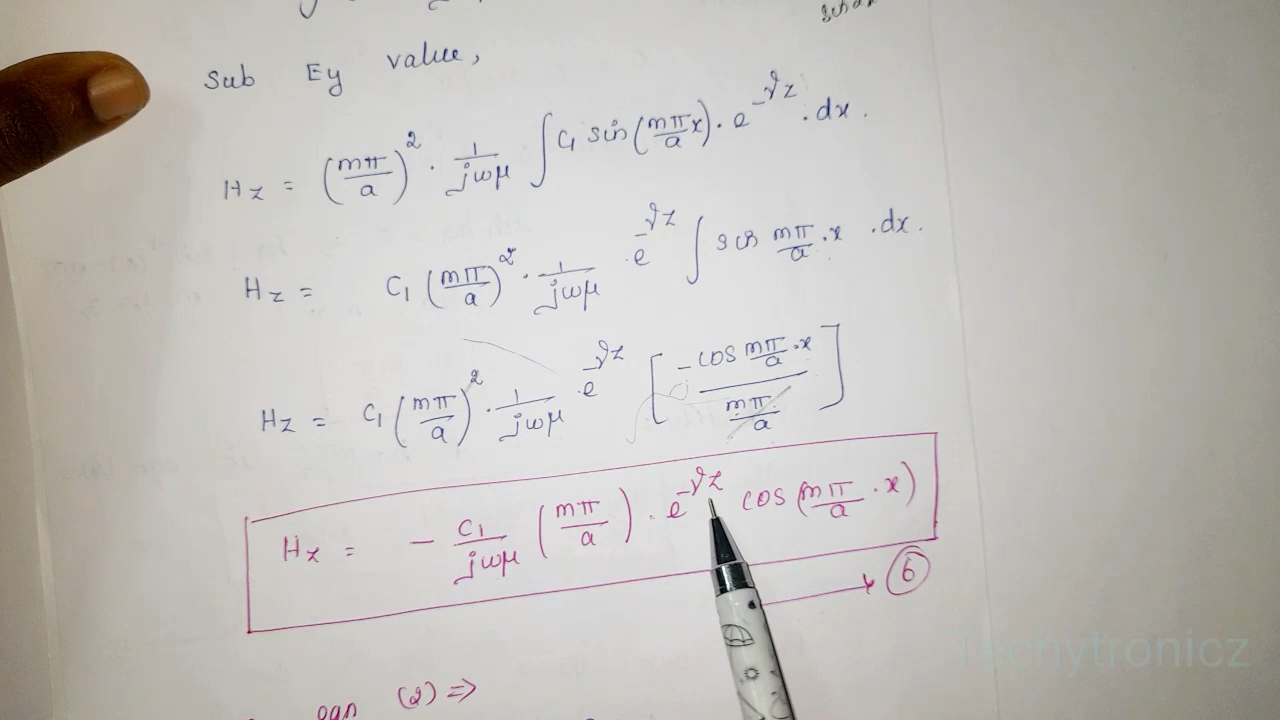 Sub Ey value,
Hz = (mπ/a)² · 1/jωμ ∫ C₁ sin(mπ/a x) · e^-γz · dx .
Hz = C₁ (mπ/a)² · 1/jωμ · e^-γz ∫ sin mπ/a · x · dx .
Hz = C₁ (mπ/a)² · 1/jωμ · e^-γz [-cos mπ/a · x / mπ/a]
Hz = - C₁/jωμ (mπ/a) · e^-γz cos(mπ/a · x)
→ 6
(2) ⇒
Technytronicz